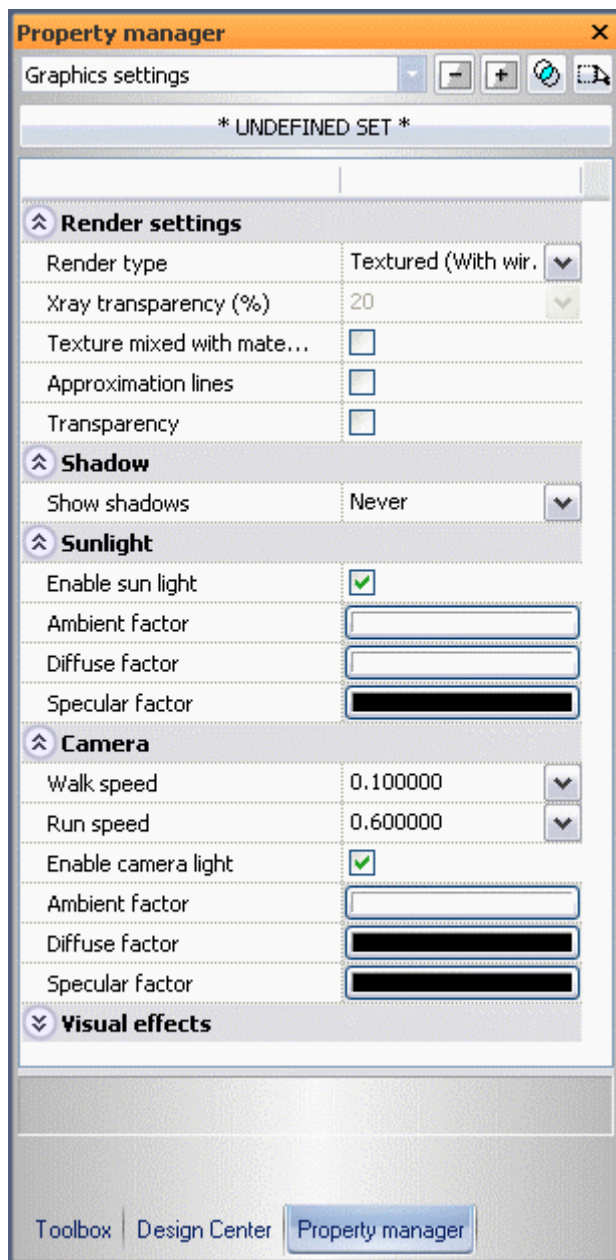 Property manager
Graphics settings
* UNDEFINED SET *
Render settings
Render type Textured (With wir.
Xray transparency (%) 20
Texture mixed with mate...
Approximation lines
Transparency
Shadow
Show shadows Never
Sunlight
Enable sun light
Ambient factor
Diffuse factor
Specular factor
Camera
Walk speed 0.100000
Run speed 0.600000
Enable camera light
Ambient factor
Diffuse factor
Specular factor
Visual effects
Toolbox Design Center Property manager